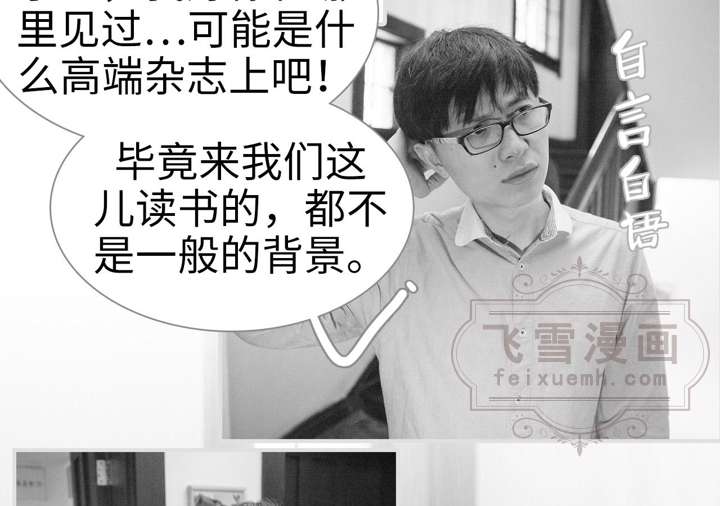 里见过…可能是什
么高端杂志上吧！
毕竟来我们这
儿读书的，都不
是一般的背景。
自言自语
飞雪漫画
feixuemh.com